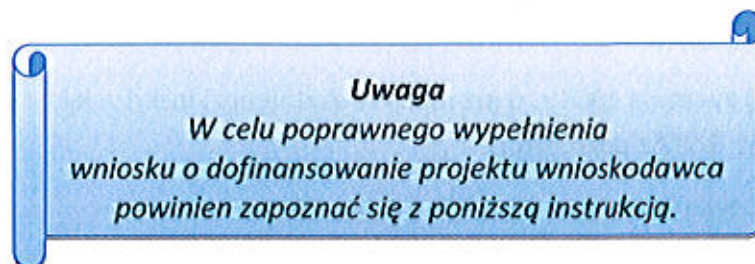 Uwaga
W celu poprawnego wypełnienia
wniosku o dofinansowanie projektu wnioskodawca
powinien zapoznać się z poniższą instrukcją.